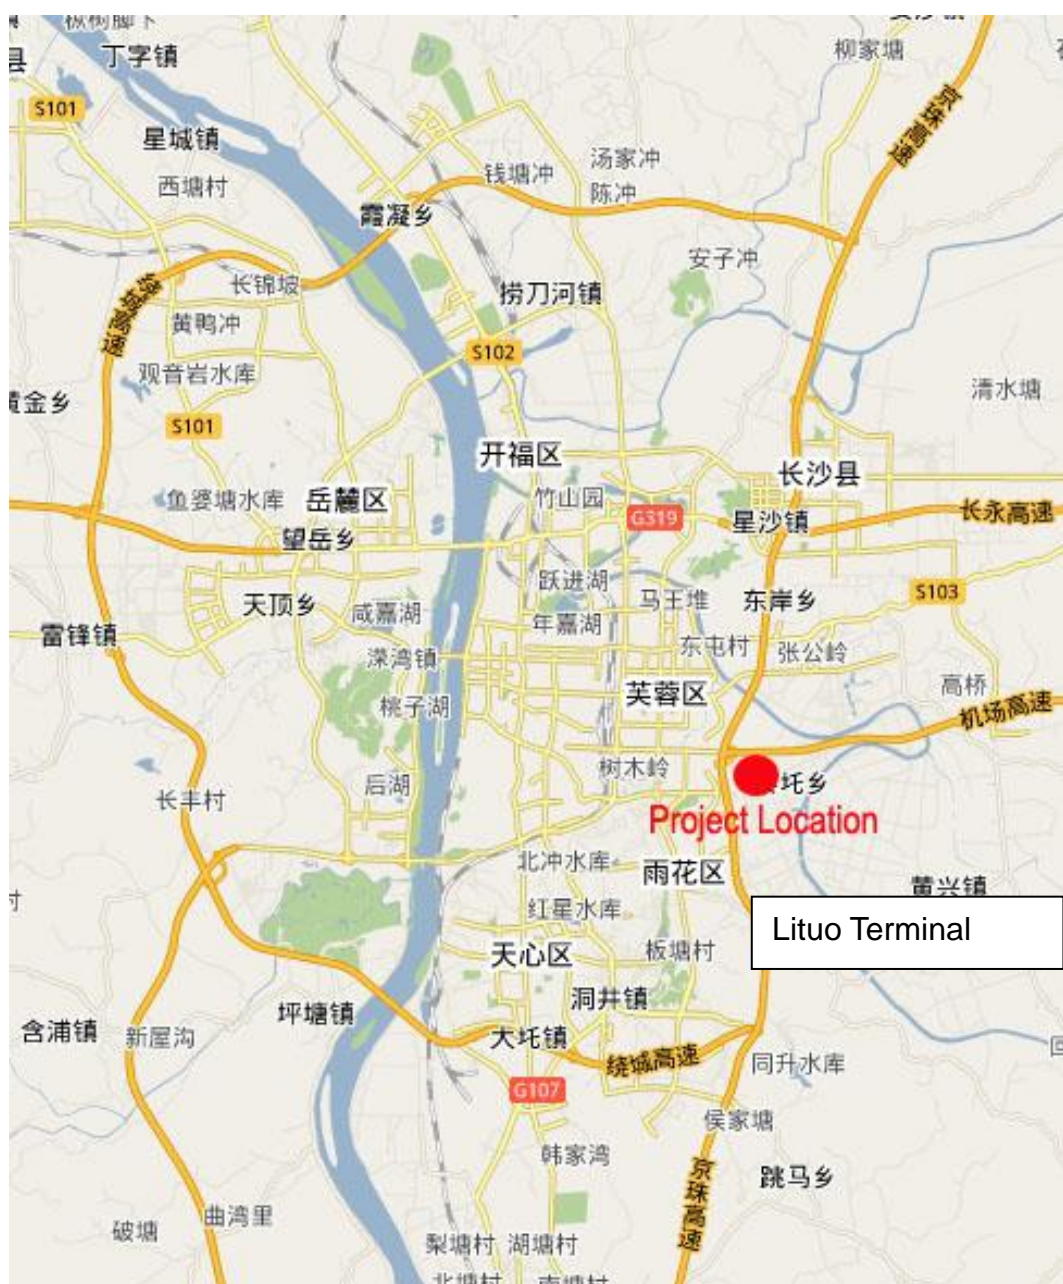 丁字镇
柳家塘
县
S101
京珠高速
星城镇
汤家冲
钱塘冲
西塘村
陈冲
霞凝乡
安子冲
长锦坡
捞刀河镇
绕城高速
黄鸭冲
S102
观音岩水库
清水塘
黄金乡
S101
开福区
长沙县
鱼婆塘水库
岳麓区
竹山园
G319
星沙镇
长永高速
望岳乡
跃进湖
S103
天顶乡
咸嘉湖
马王堆
东岸乡
年嘉湖
雷锋镇
溁湾镇
东屯村
张公岭
芙蓉区
高桥
桃子湖
机场高速
树木岭
后湖
圫乡
长丰村
Project Location
北冲水库
雨花区
村
黄兴镇
红星水库
Lituo Terminal
天心区
板塘村
洞井镇
坪塘镇
含浦镇
新屋沟
大圫镇
绕城高速
同升水库
G107
侯家塘
韩家湾
京珠高速
跳马乡
曲湾里
破塘
梨塘村
湖塘村